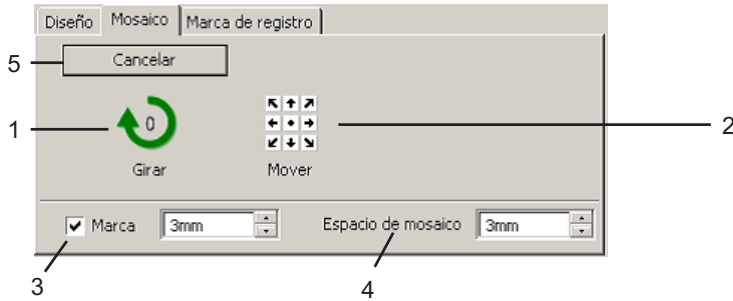 Diseño Mosaico Marca de registro
5 Cancelar
1 0 2
Girar Mover
Marca 3mm Espacio de mosaico 3mm
3 4